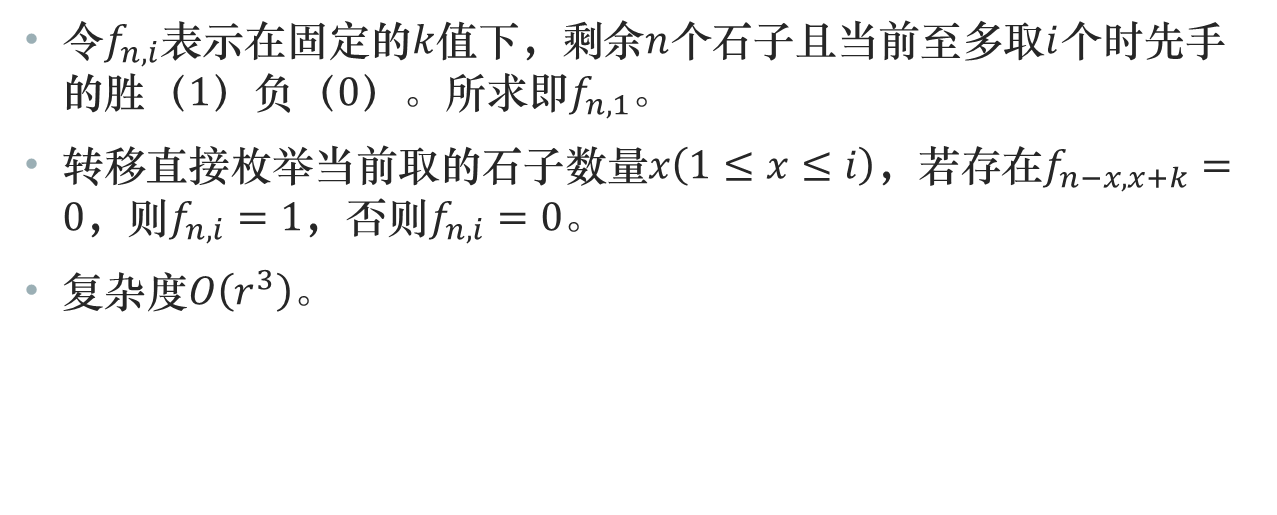 • 令f_{n,i}表示在固定的k值下，剩余n个石子且当前至多取i个时先手
的胜（1）负（0）。所求即f_{n,1}。
• 转移直接枚举当前取的石子数量x(1 ≤ x ≤ i)，若存在f_{n−x,x+k} =
0，则f_{n,i} = 1，否则f_{n,i} = 0。
• 复杂度O(r³)。